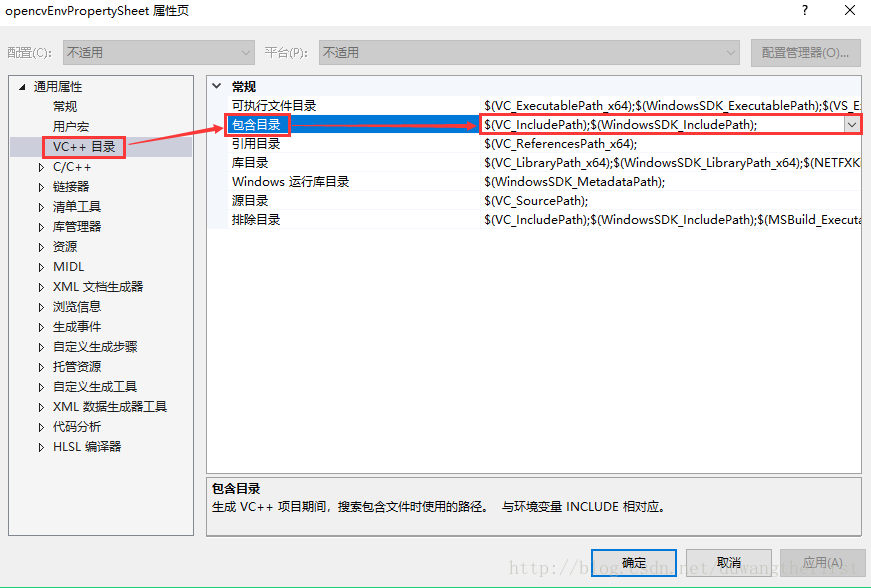 opencvEnvPropertySheet 属性页
配置(C): 不适用 平台(P): 不适用 配置管理器(O)...
通用属性
常规
用户宏
VC++ 目录
C/C++
链接器
清单工具
库管理器
资源
MIDL
XML 文档生成器
浏览信息
生成事件
自定义生成步骤
托管资源
自定义生成工具
XML 数据生成器工具
代码分析
HLSL 编译器
常规
可执行文件目录 $(VC_ExecutablePath_x64);$(WindowsSDK_ExecutablePath);$(VS_E
包含目录 $(VC_IncludePath);$(WindowsSDK_IncludePath);
引用目录 $(VC_ReferencesPath_x64);
库目录 $(VC_LibraryPath_x64);$(WindowsSDK_LibraryPath_x64);$(NETFXK
Windows 运行库目录 $(WindowsSDK_MetadataPath);
源目录 $(VC_SourcePath);
排除目录 $(VC_IncludePath);$(WindowsSDK_IncludePath);$(MSBuild_Executa
包含目录
生成 VC++ 项目期间，搜索包含文件时使用的路径。 与环境变量 INCLUDE 相对应。
确定 取消 应用(A)